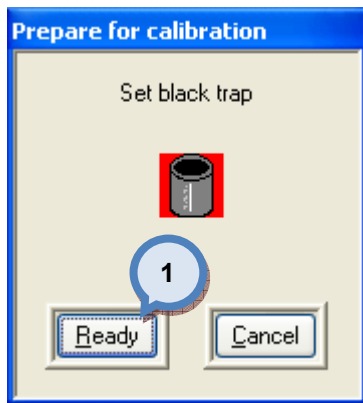 Prepare for calibration
Set black trap
1
Ready
Cancel